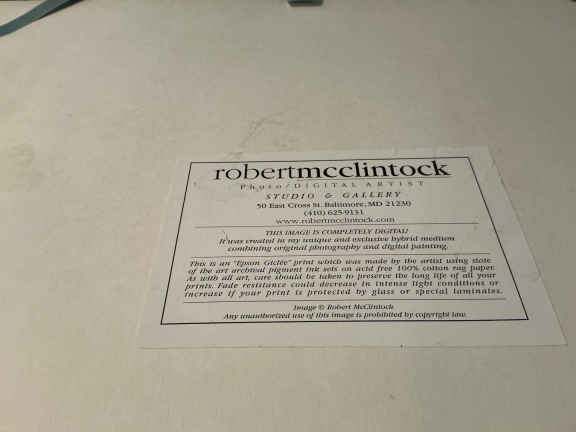 robertmcclintock
Photo/DIGITAL ARTIST
STUDIO & GALLERY
50 East Cross St. Baltimore, MD 21230
(410) 625-9131
www.robertmcclintock.com
THIS IMAGE IS COMPLETELY DIGITAL!
It was created in my unique and exclusive hybrid medium
combining original photography and digital painting.
This is an "Epson Giclée" print which was made by the artist using state
of the art archival pigment ink sets on acid free 100% cotton rag paper.
As with all art, care should be taken to preserve the long life of all your
prints. Fade resistance could decrease in intense light conditions or
increase if your print is protected by glass or special laminates.
Image © Robert McClintock
Any unauthorized use of this image is prohibited by copyright law.